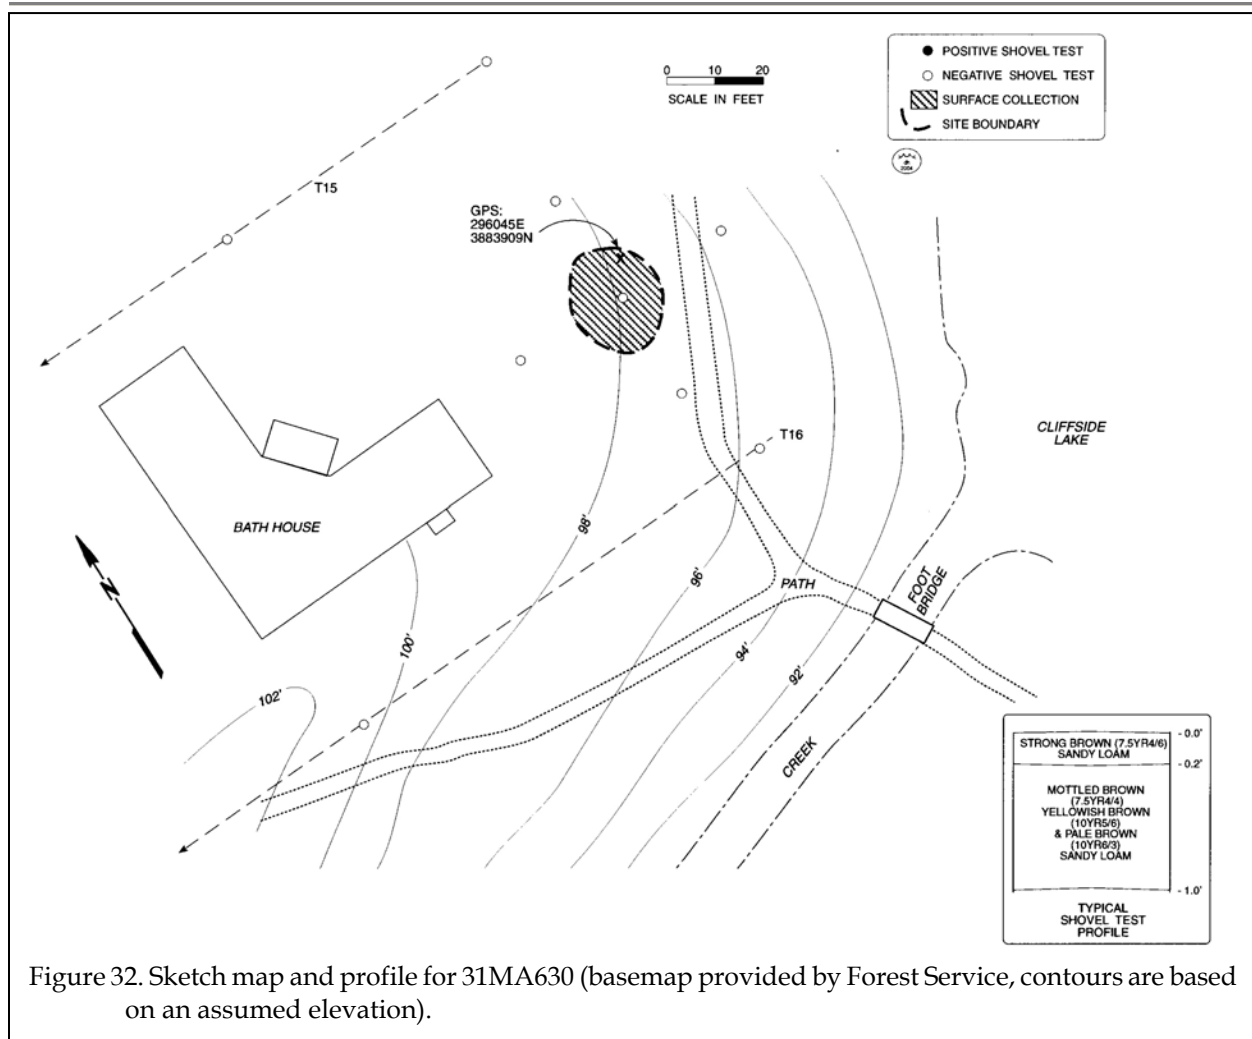 POSITIVE SHOVEL TEST
NEGATIVE SHOVEL TEST
SURFACE COLLECTION
SITE BOUNDARY
0 10 20
SCALE IN FEET
2004
T15
GPS:
296045E
3883909N
X
T16
CLIFFSIDE
LAKE
BATH HOUSE
N
98'
96'
94'
92'
100'
102'
PATH
FOOT
BRIDGE
CREEK
STRONG BROWN (7.5YR4/6)
SANDY LOAM
- 0.0'
- 0.2'
MOTTLED BROWN
(7.5YR4/4)
YELLOWISH BROWN
(10YR5/6)
& PALE BROWN
(10YR6/3)
SANDY LOAM
- 1.0'
TYPICAL
SHOVEL TEST
PROFILE
Figure 32. Sketch map and profile for 31MA630 (basemap provided by Forest Service, contours are based
on an assumed elevation).